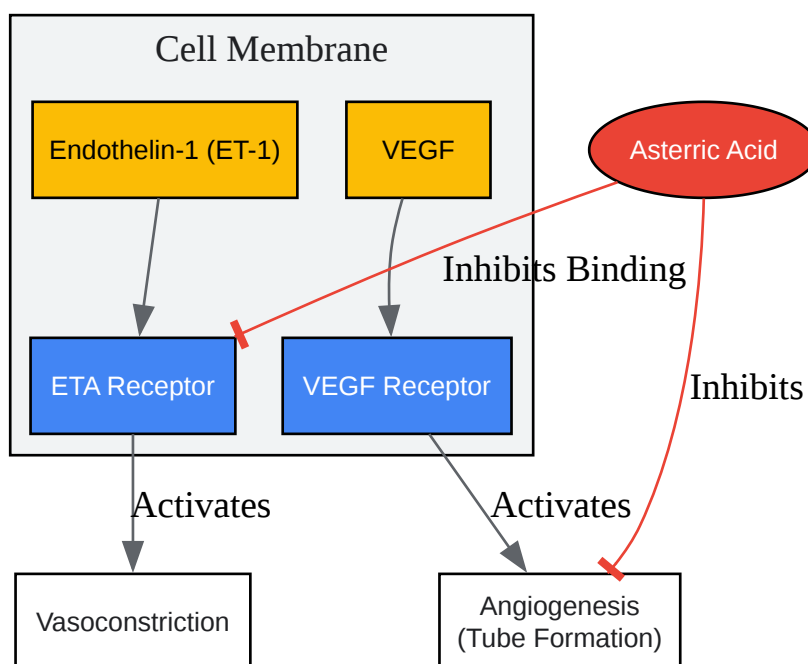 Cell Membrane
Endothelin-1 (ET-1)
VEGF
Asterric Acid
Inhibits Binding
ETA Receptor
VEGF Receptor
Inhibits
Activates
Activates
Vasoconstriction
Angiogenesis
(Tube Formation)